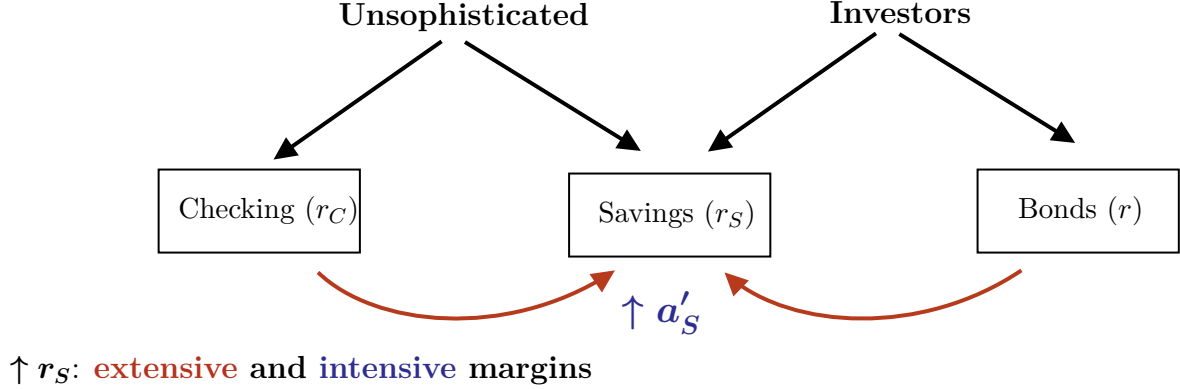 Unsophisticated
Investors
Checking (r_C)
Savings (r_S)
Bonds (r)
↑ a'_S
↑ r_S: extensive and intensive margins